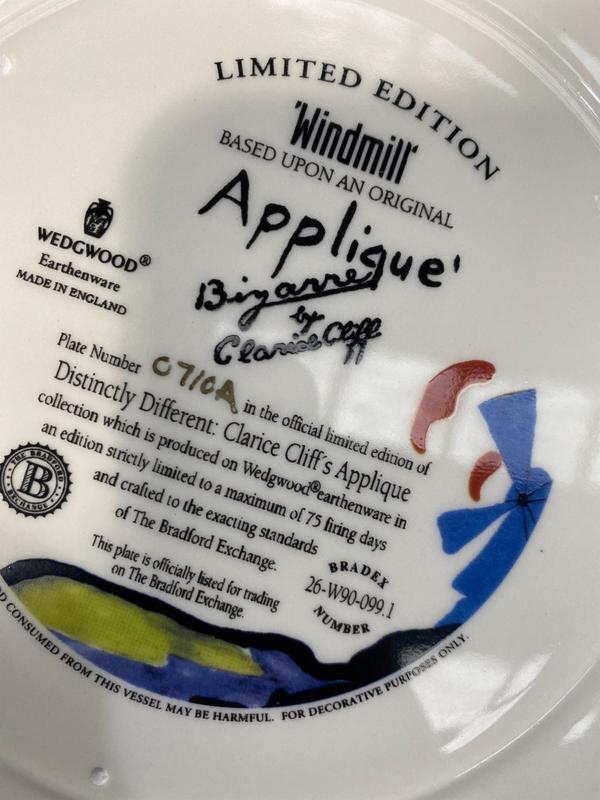 LIMITED EDITION
'Windmill'
BASED UPON AN ORIGINAL
Applique'
Bizarre
by
Clarice Cliff
WEDGWOOD®
Earthenware
MADE IN ENGLAND
Plate Number 0710A in the official limited edition of
Distinctly Different: Clarice Cliff's Applique
collection which is produced on Wedgwood® earthenware in
an edition strictly limited to a maximum of 75 firing days
and crafted to the exacting standards
of The Bradford Exchange.
This plate is officially listed for trading
on The Bradford Exchange.
BRADEX
26-W90-099.1
NUMBER
THE BRADFORD EXCHANGE
B
CONSUMED FROM THIS VESSEL MAY BE HARMFUL. FOR DECORATIVE PURPOSES ONLY.